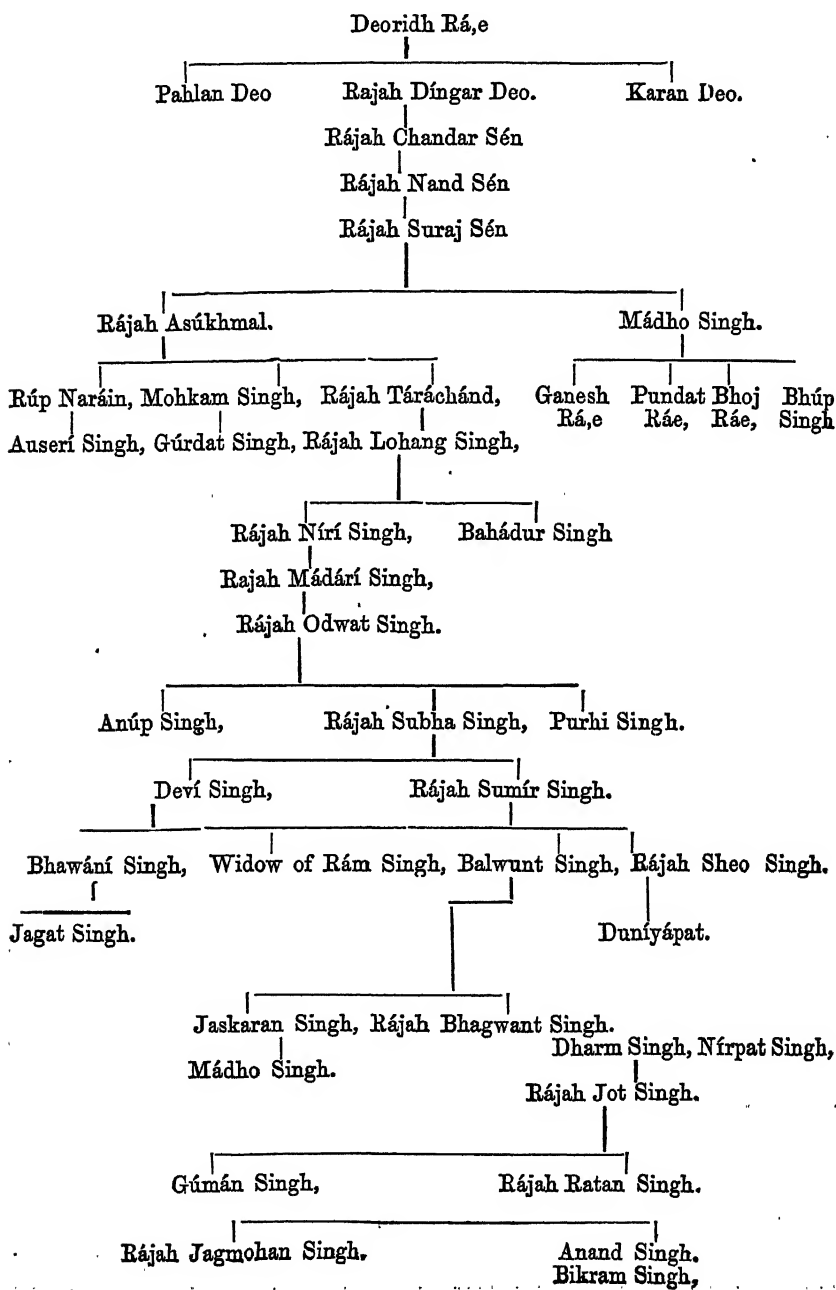 Deoridh Rá,e
Pahlan Deo Rajah Díngar Deo. Karan Deo.
Rájah Chandar Sén
Rájah Nand Sén
Rájah Suraj Sén
Rájah Asúkhmal. Mádho Singh.
Rúp Naráin, Mohkam Singh, Rájah Táráchánd, Ganesh Rá,e Pundat Ráe, Bhoj Ráe, Bhúp Singh
Auserí Singh, Gúrdat Singh, Rájah Lohang Singh,
Rájah Nírí Singh, Bahádur Singh
Rajah Mádárí Singh,
Rájah Odwat Singh.
Anúp Singh, Rájah Subha Singh, Purhi Singh.
Deví Singh, Rájah Sumír Singh.
Bhawání Singh, Widow of Rám Singh, Balwunt Singh, Rájah Sheo Singh.
Jagat Singh. Duníyápat.
Jaskaran Singh, Rájah Bhagwant Singh.
Dharm Singh, Nírpat Singh,
Mádho Singh.
Rájah Jot Singh.
Gúmán Singh, Rájah Ratan Singh.
Rájah Jagmohan Singh, Anand Singh.
Bikram Singh,